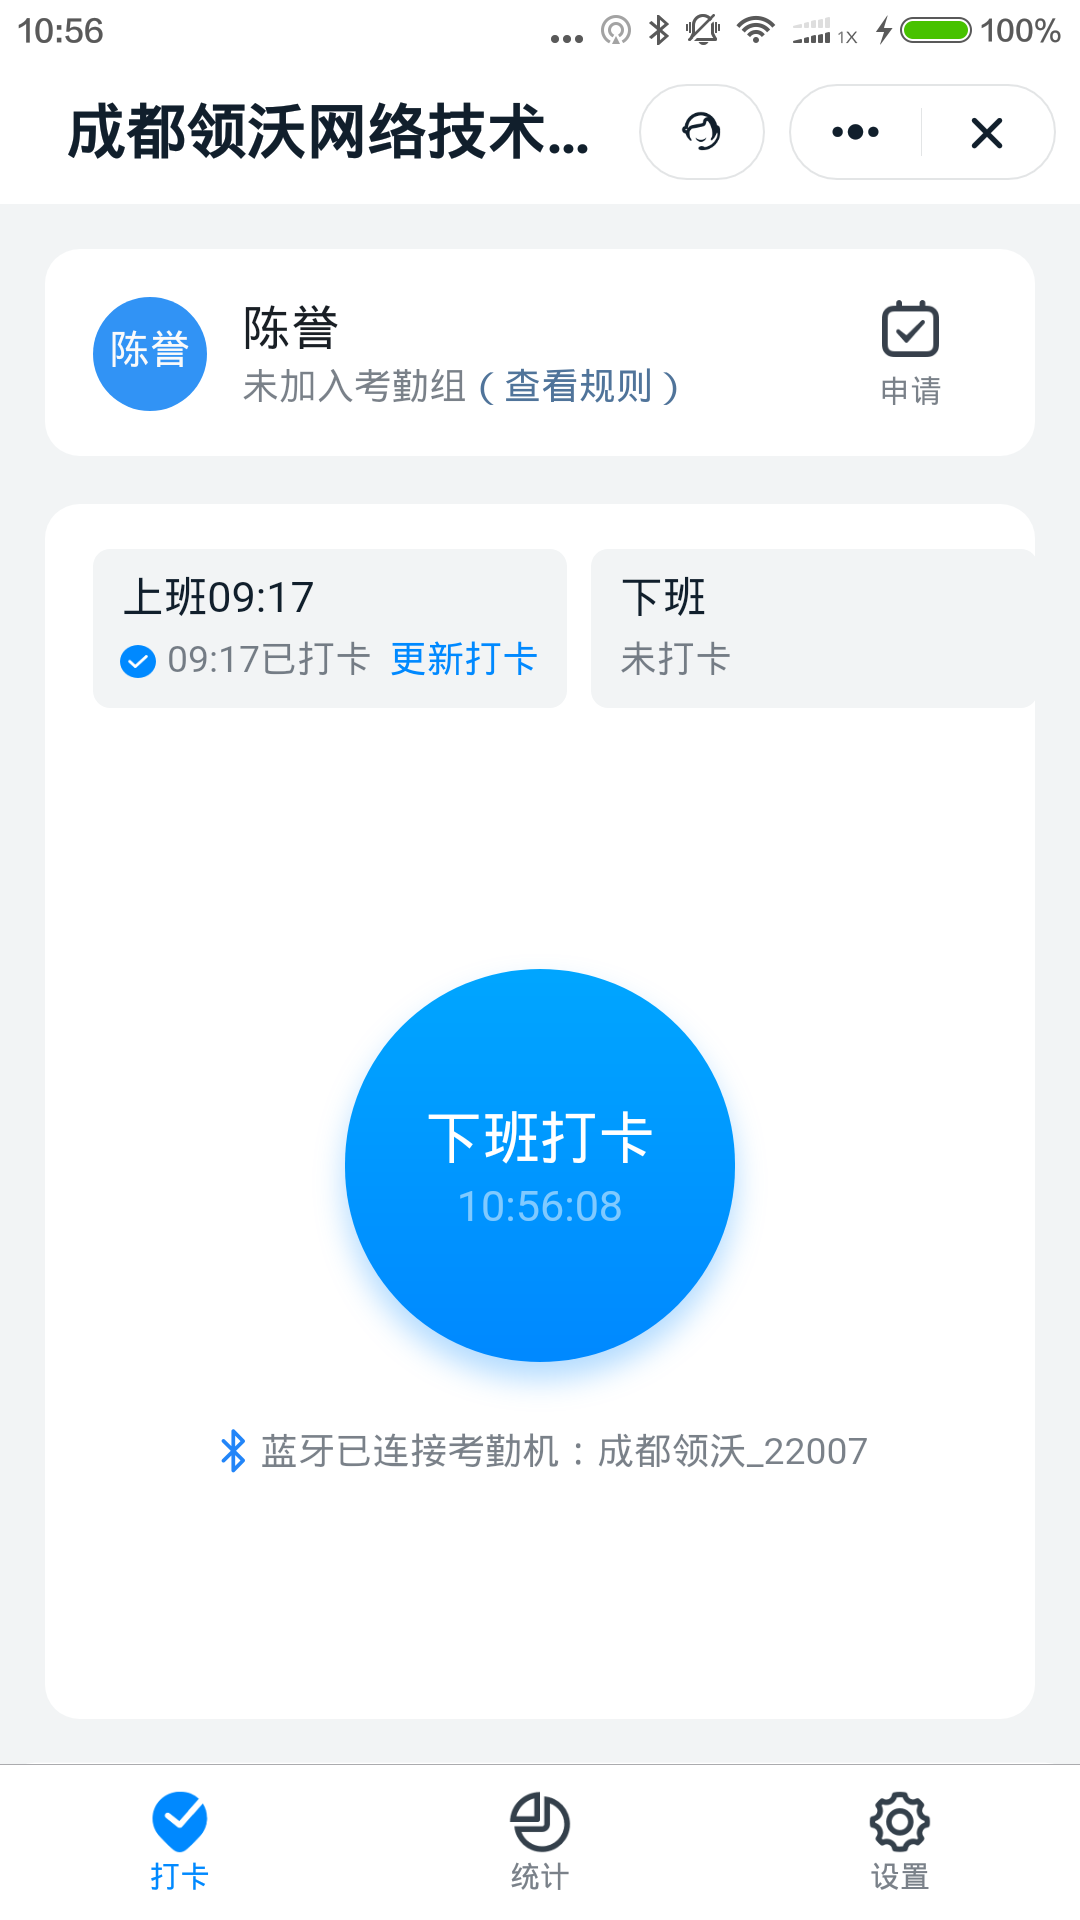 10:56
1X
100%
成都领沃网络技术...
陈誉
陈誉
未加入考勤组（查看规则）
申请
上班09:17
09:17已打卡 更新打卡
下班
未打卡
下班打卡
10:56:08
蓝牙已连接考勤机：成都领沃_22007
打卡
统计
设置